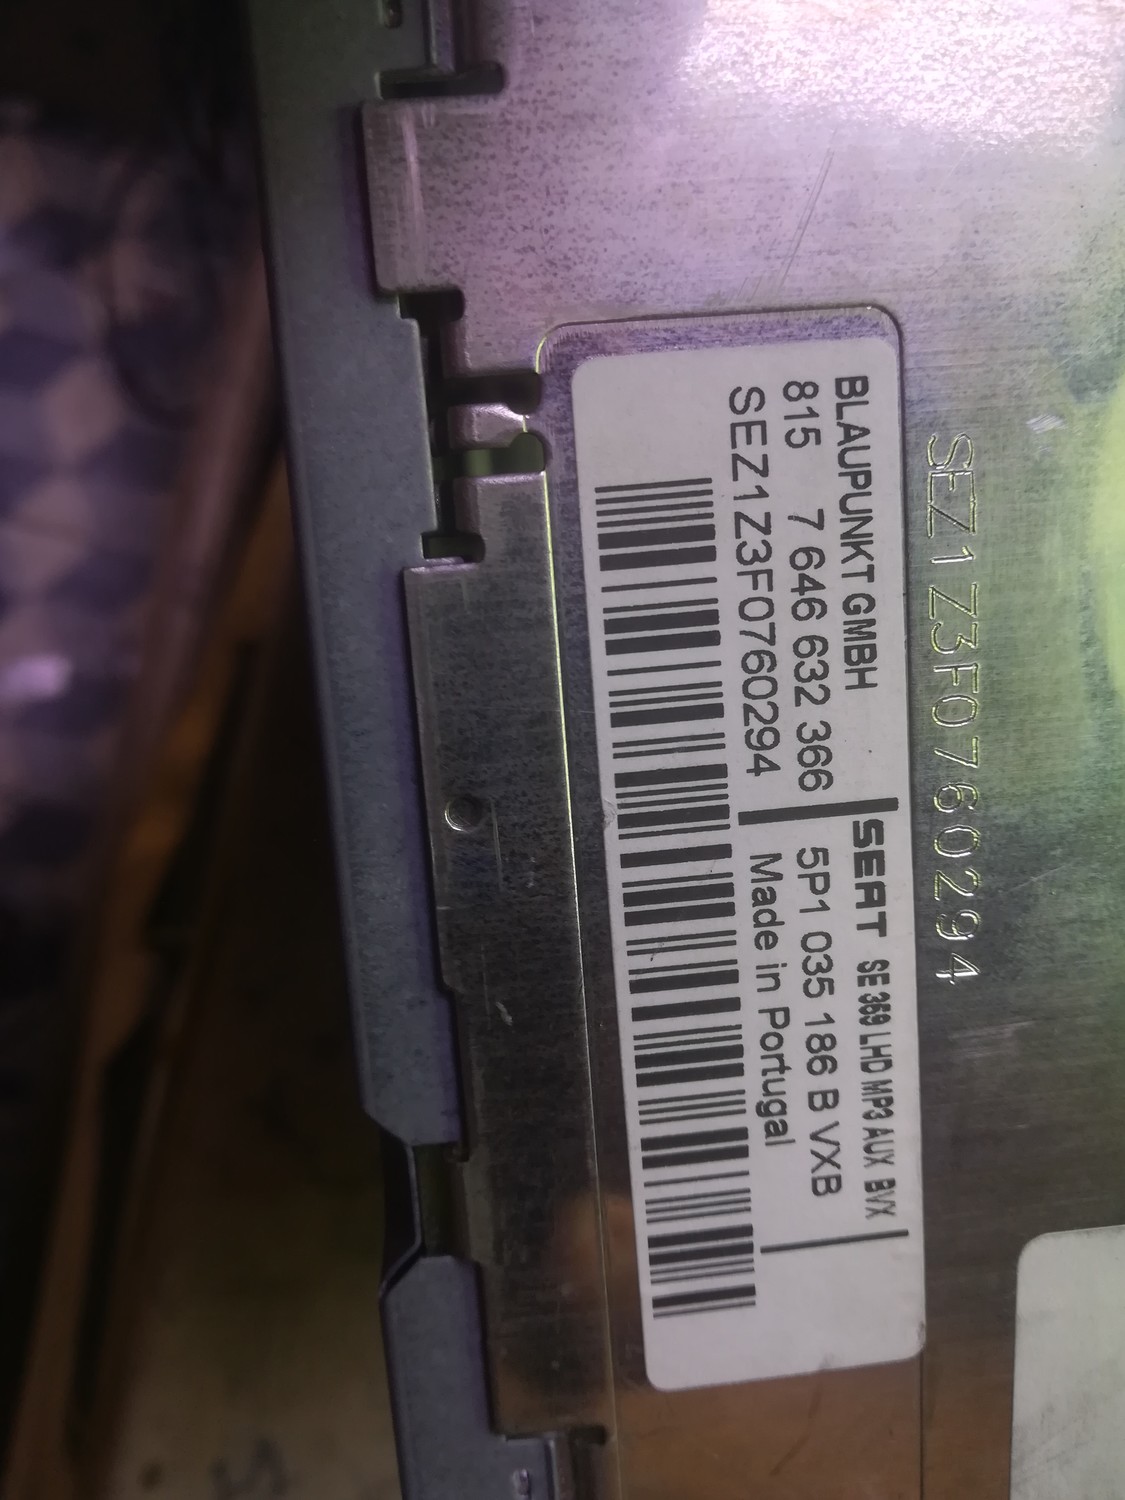 SEZ1Z3F0760294
BLAUPUNKT GMBH
815 7 646 632 366
SEZ1Z3F0760294
SEAT SE 369 LHD MP3 AUX BVX
5P1 035 186 B VXB
Made in Portugal